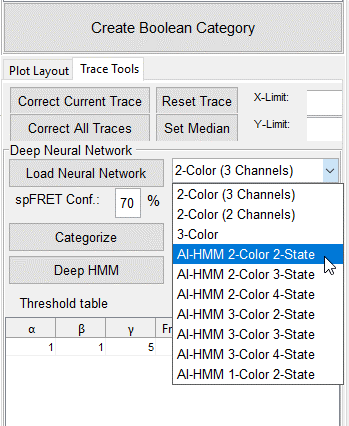 Create Boolean Category
Plot Layout Trace Tools
Correct Current Trace Reset Trace X-Limit:
Correct All Traces Set Median Y-Limit:
Deep Neural Network
Load Neural Network 2-Color (3 Channels)
spFRET Conf.: 70 %
2-Color (3 Channels)
2-Color (2 Channels)
3-Color
Categorize
AI-HMM 2-Color 2-State
Deep HMM
AI-HMM 2-Color 3-State
AI-HMM 2-Color 4-State
Threshold table
AI-HMM 3-Color 2-State
α β γ Fr
AI-HMM 3-Color 3-State
1 1 5
AI-HMM 3-Color 4-State
AI-HMM 1-Color 2-State